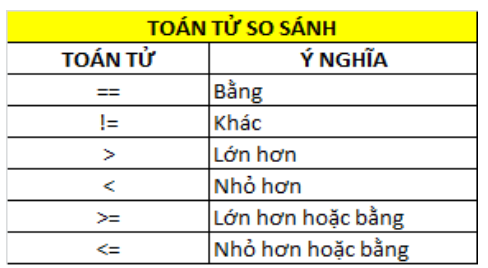 TOÁN TỬ SO SÁNH
TOÁN TỬ Ý NGHĨA
== Bằng
!= Khác
> Lớn hơn
< Nhỏ hơn
>= Lớn hơn hoặc bằng
<= Nhỏ hơn hoặc bằng